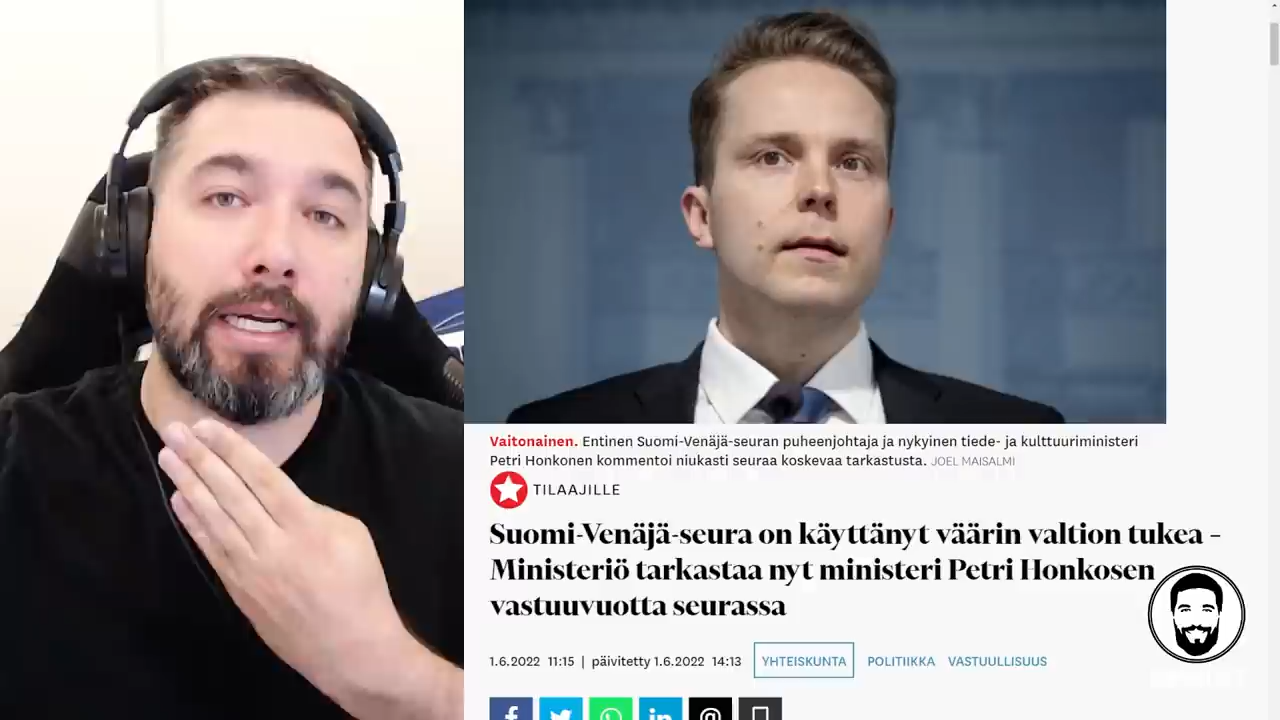 Vaitonainen. Entinen Suomi-Venäjä-seuran puheenjohtaja ja nykyinen tiede- ja kulttuuriministeri
Petri Honkonen kommentoi niukasti seuraa koskevaa tarkastusta. JOEL MAISALMI
TILAAJILLE
Suomi-Venäjä-seura on käyttänyt väärin valtion tukea –
Ministeriö tarkastaa nyt ministeri Petri Honkosen
vastuuvuotta seurassa
1.6.2022 11:15 | päivitetty 1.6.2022 14:13 YHTEISKUNTA POLITIIKKA VASTUULLISUUS